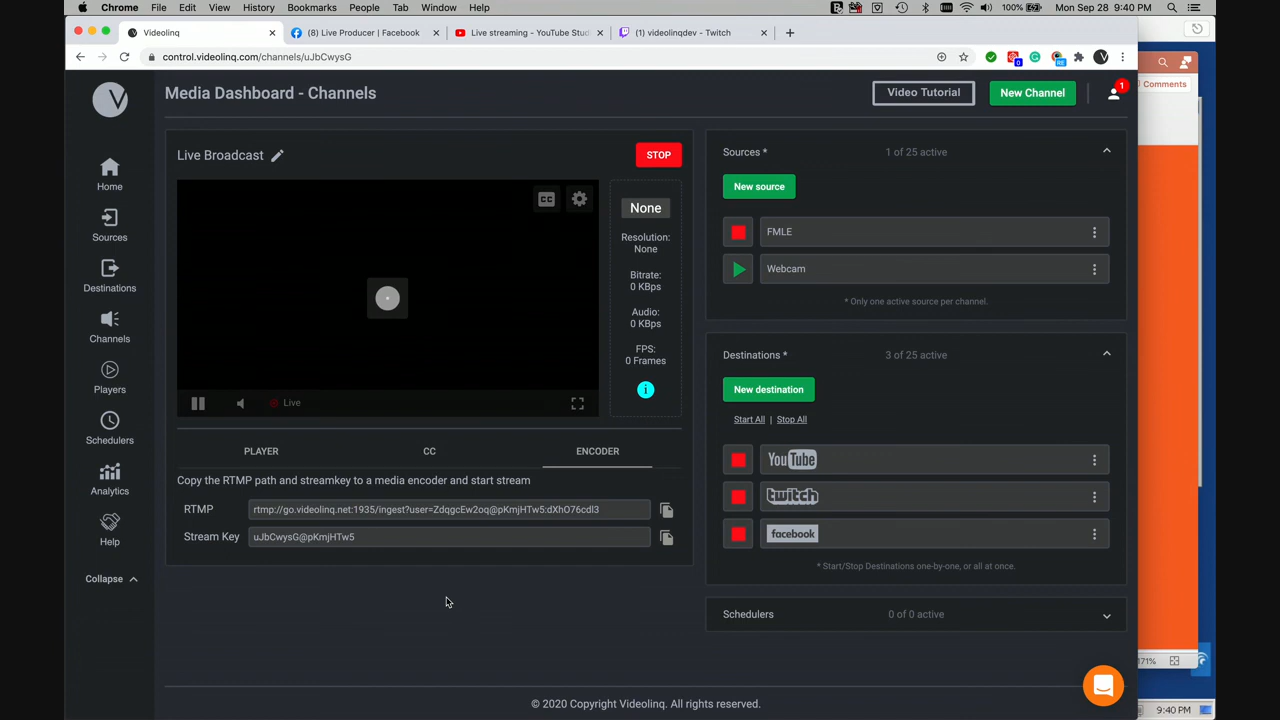 Chrome File Edit View History Bookmarks People Tab Window Help 100% Mon Sep 28 9:40 PM
Videolinq (8) Live Producer | Facebook Live streaming - YouTube Stud (1) videolinqdev - Twitch
control.videolinq.com/channels/uJbCwysG
Comments
V
Media Dashboard - Channels
Video Tutorial
New Channel
1
Home
Sources
Destinations
Channels
Players
Schedulers
Analytics
Help
Collapse
Live Broadcast
STOP
CC
None
Resolution:
None
Bitrate:
0 KBps
Audio:
0 KBps
FPS:
0 Frames
i
Live
PLAYER CC ENCODER
Copy the RTMP path and streamkey to a media encoder and start stream
RTMP rtmp://go.videolinq.net:1935/ingest?user=ZdqgcEw2oq@pKmjHTw5:dXhO76cdl3
Stream Key uJbCwysG@pKmjHTw5
Sources * 1 of 25 active
New source
FMLE
Webcam
* Only one active source per channel.
Destinations * 3 of 25 active
New destination
Start All | Stop All
YouTube
twitch
facebook
* Start/Stop Destinations one-by-one, or all at once.
Schedulers 0 of 0 active
171%
© 2020 Copyright Videolinq. All rights reserved.
9:40 PM